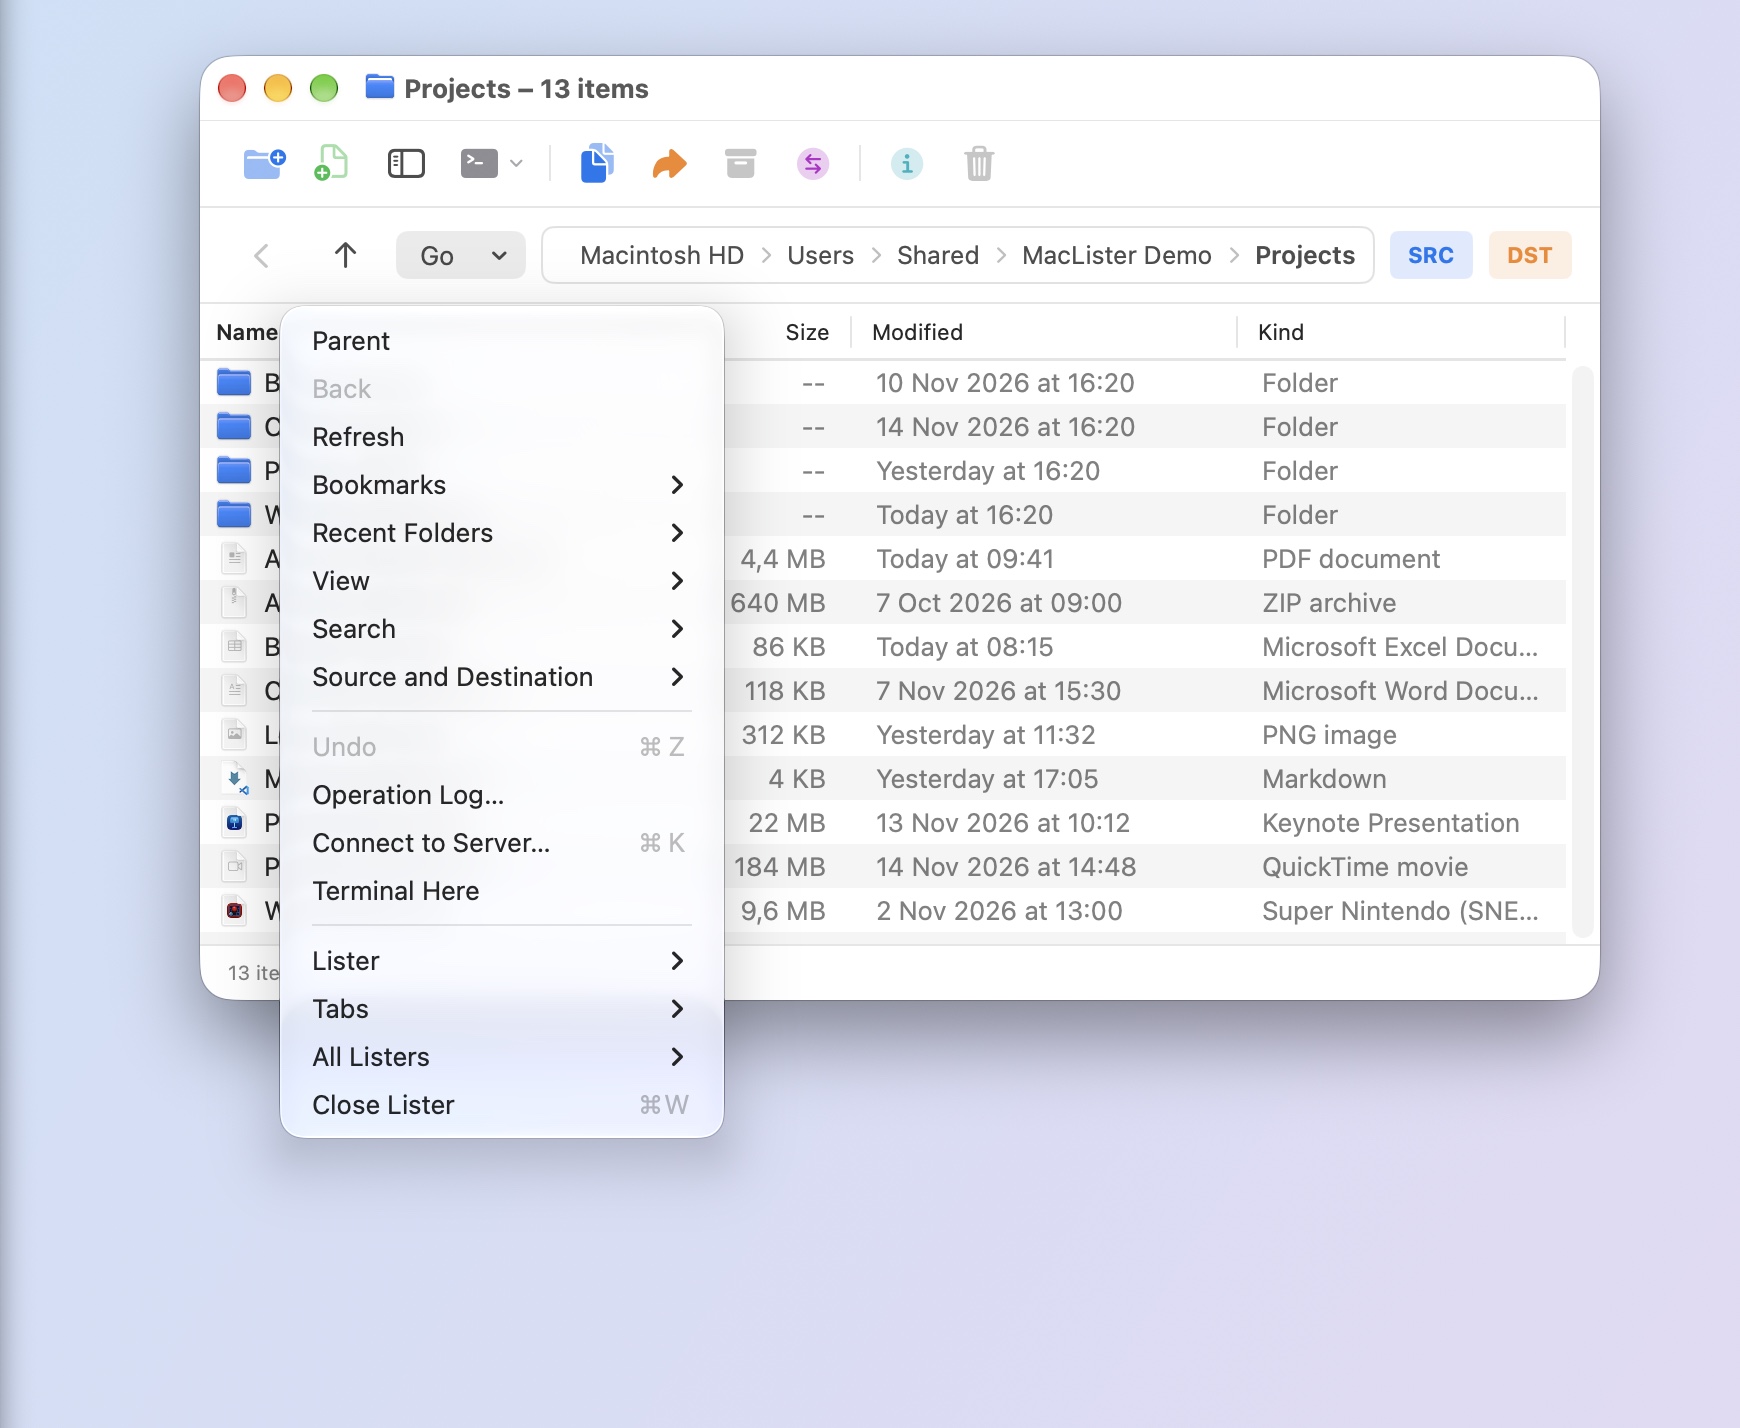 Projects – 13 items
Go Macintosh HD Users Shared MacLister Demo Projects SRC DST
Name Size Modified Kind
-- 10 Nov 2026 at 16:20 Folder
-- 14 Nov 2026 at 16:20 Folder
-- Yesterday at 16:20 Folder
-- Today at 16:20 Folder
4,4 MB Today at 09:41 PDF document
640 MB 7 Oct 2026 at 09:00 ZIP archive
86 KB Today at 08:15 Microsoft Excel Docu...
118 KB 7 Nov 2026 at 15:30 Microsoft Word Docu...
312 KB Yesterday at 11:32 PNG image
4 KB Yesterday at 17:05 Markdown
22 MB 13 Nov 2026 at 10:12 Keynote Presentation
184 MB 14 Nov 2026 at 14:48 QuickTime movie
9,6 MB 2 Nov 2026 at 13:00 Super Nintendo (SNE...
13 ite
Parent
Back
Refresh
Bookmarks
Recent Folders
View
Search
Source and Destination
Undo ⌘ Z
Operation Log...
Connect to Server... ⌘ K
Terminal Here
Lister
Tabs
All Listers
Close Lister ⌘W